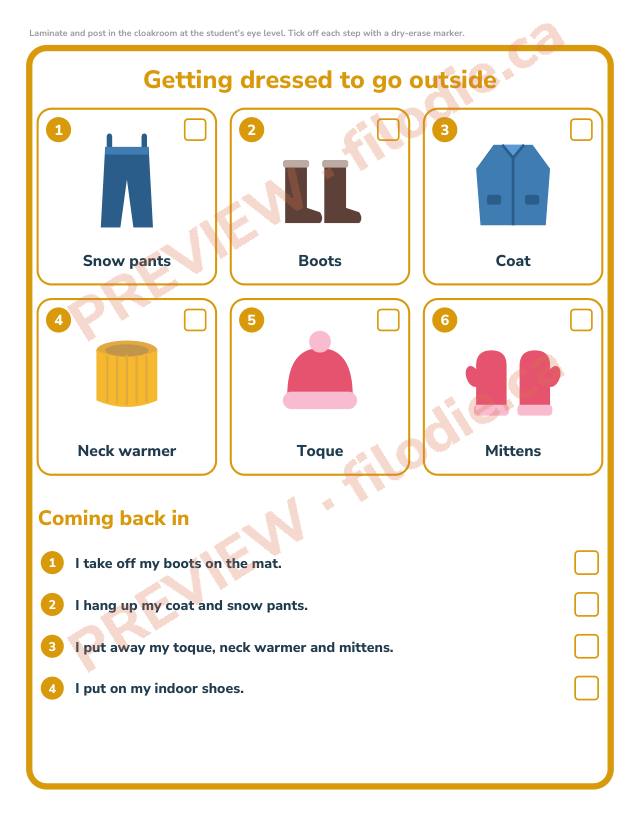 Laminate and post in the cloakroom at the student's eye level. Tick off each step with a dry-erase marker.
Getting dressed to go outside
1
2
3
Snow pants
Boots
Coat
4
5
6
Neck warmer
Toque
Mittens
Coming back in
1 I take off my boots on the mat.
2 I hang up my coat and snow pants.
3 I put away my toque, neck warmer and mittens.
4 I put on my indoor shoes.
PREVIEW · filodie.ca
PREVIEW · filodie.ca